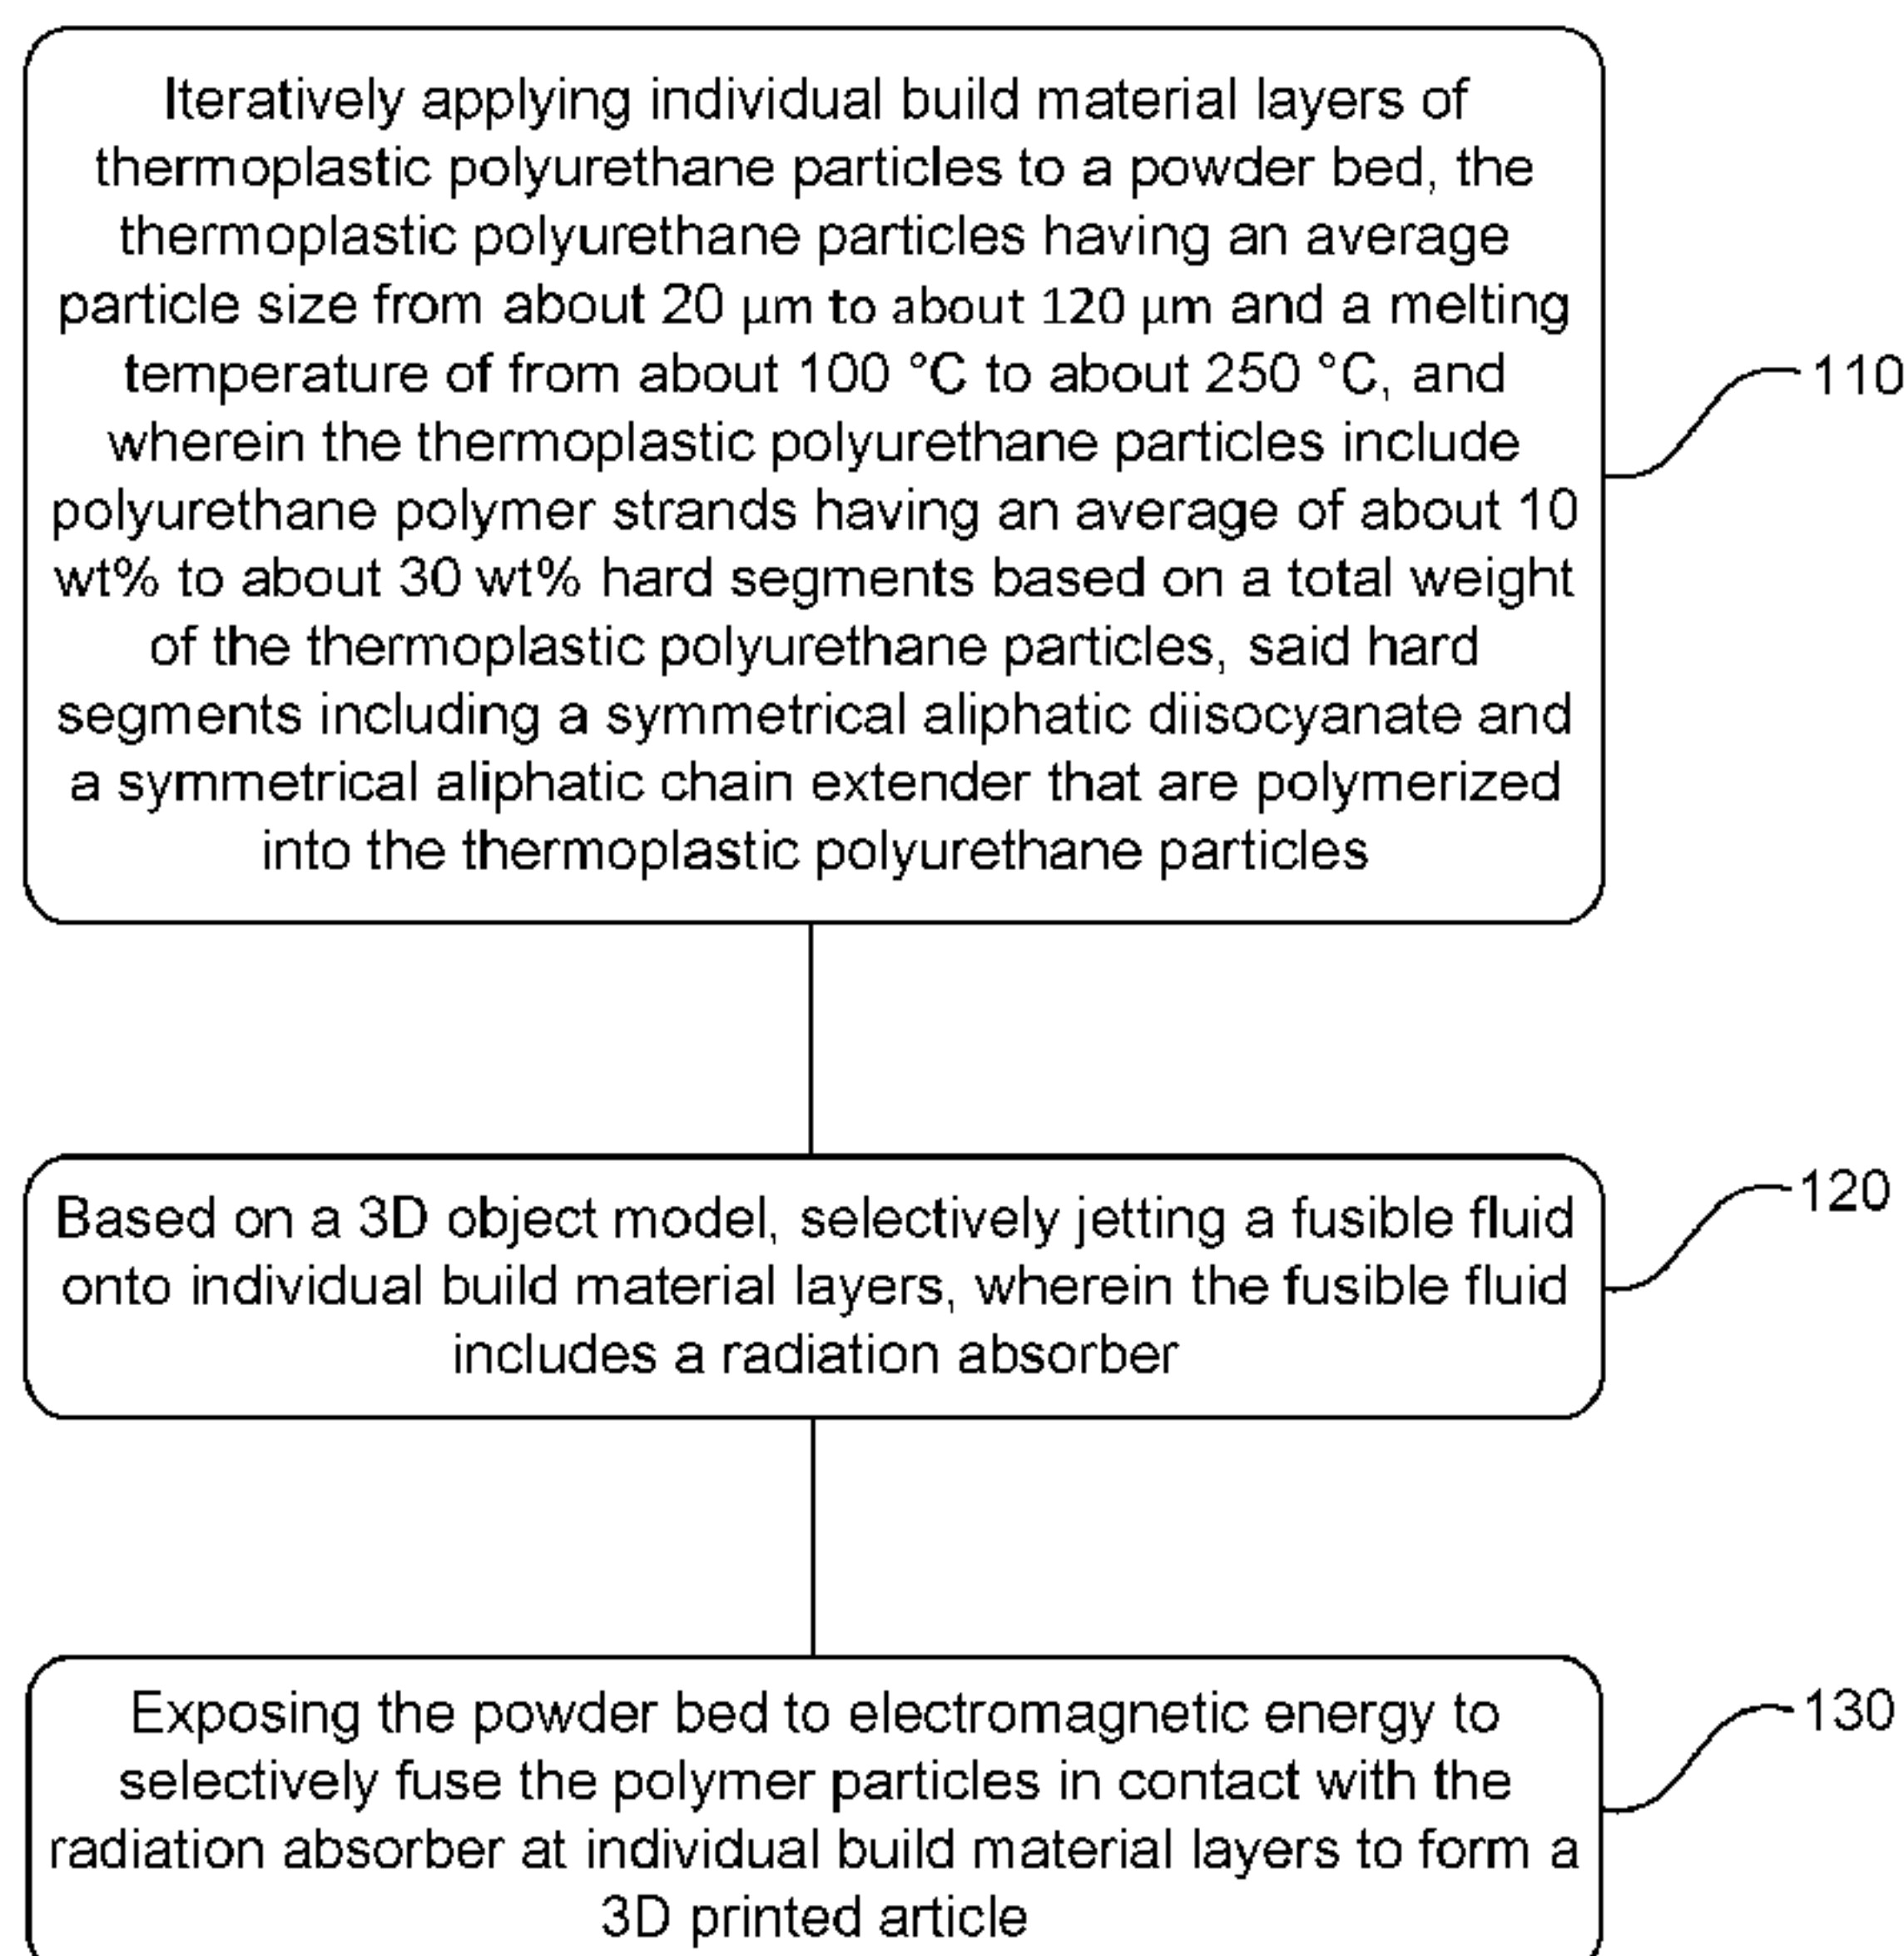 Iteratively applying individual build material layers of
thermoplastic polyurethane particles to a powder bed, the
thermoplastic polyurethane particles having an average
particle size from about 20 μm to about 120 μm and a melting
temperature of from about 100 °C to about 250 °C, and
wherein the thermoplastic polyurethane particles include
polyurethane polymer strands having an average of about 10
wt% to about 30 wt% hard segments based on a total weight
of the thermoplastic polyurethane particles, said hard
segments including a symmetrical aliphatic diisocyanate and
a symmetrical aliphatic chain extender that are polymerized
into the thermoplastic polyurethane particles
110
Based on a 3D object model, selectively jetting a fusible fluid
onto individual build material layers, wherein the fusible fluid
includes a radiation absorber
120
Exposing the powder bed to electromagnetic energy to
selectively fuse the polymer particles in contact with the
radiation absorber at individual build material layers to form a
3D printed article
130